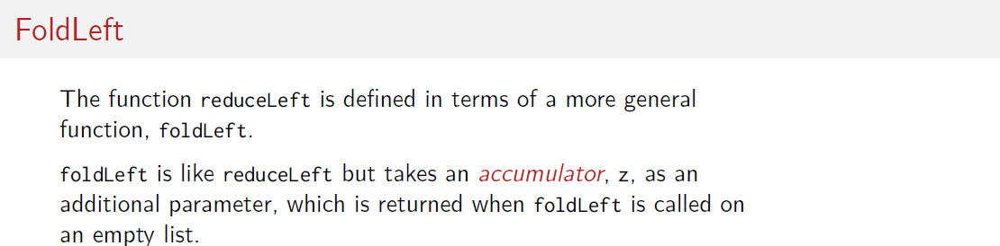 FoldLeft
The function reduceLeft is defined in terms of a more general
function, foldLeft.
foldLeft is like reduceLeft but takes an accumulator, z, as an
additional parameter, which is returned when foldLeft is called on
an empty list.